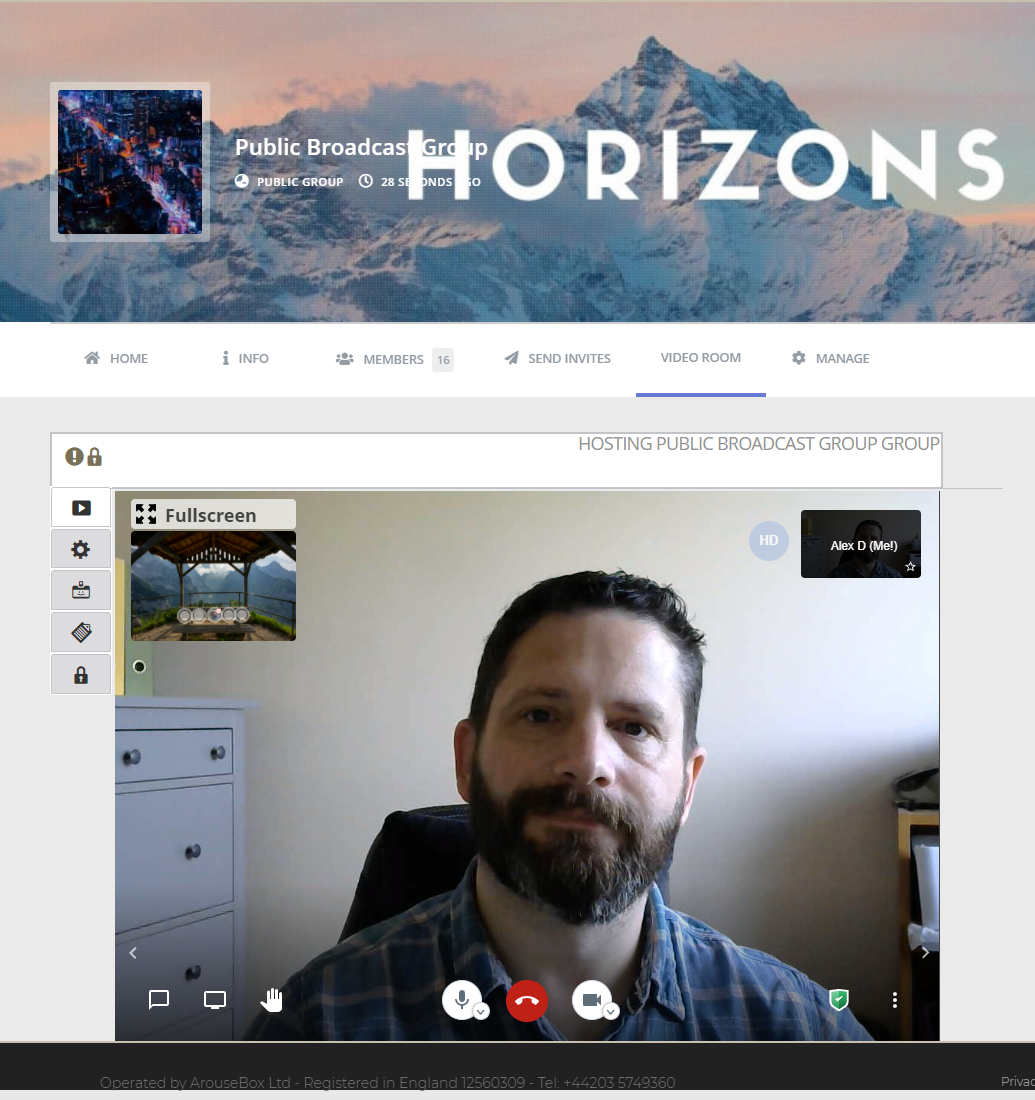 HORIZONS
Public Broadcast Group
PUBLIC GROUP 28 SECONDS AGO
HOME INFO MEMBERS 16 SEND INVITES VIDEO ROOM MANAGE
HOSTING PUBLIC BROADCAST GROUP GROUP
Fullscreen
HD
Alex D (Me!)
Operated by ArouseBox Ltd - Registered in England 12560309 - Tel: +44203 5749360
Privac